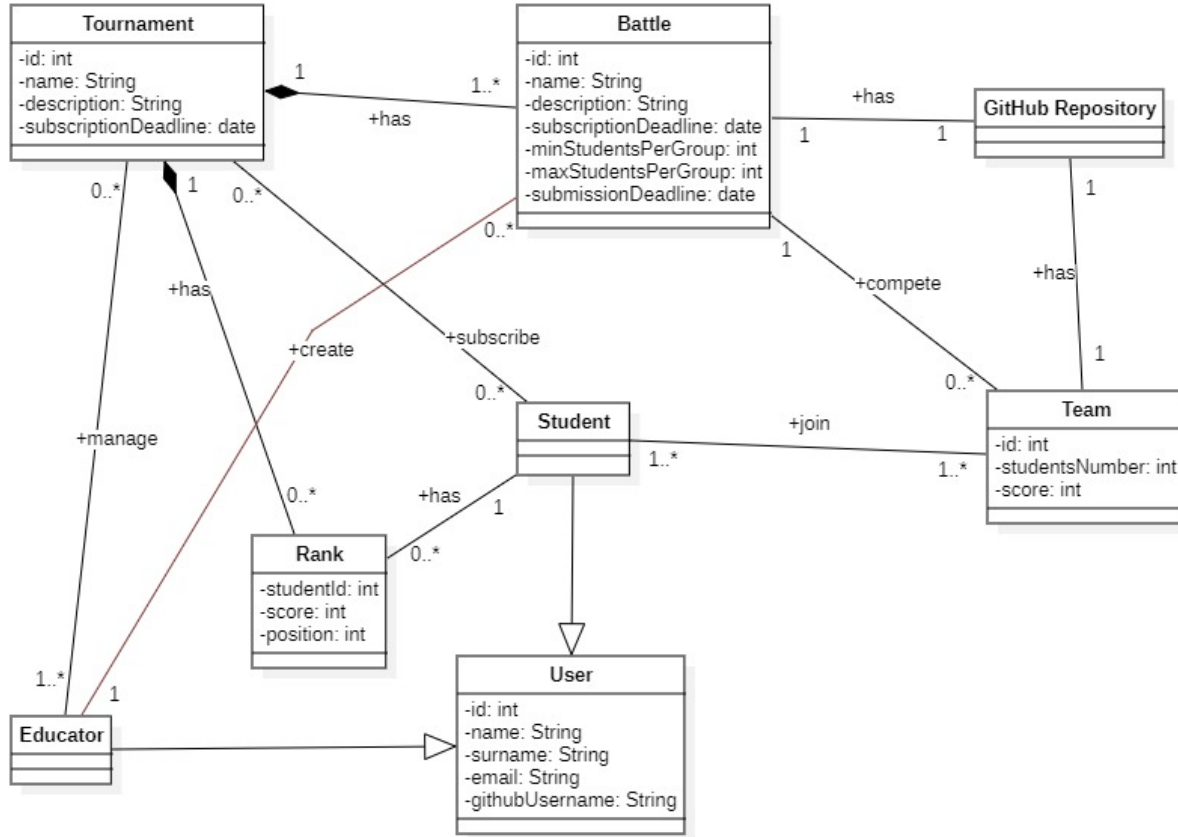 Tournament
-id: int
-name: String
-description: String
-subscriptionDeadline: date
Battle
-id: int
-name: String
-description: String
-subscriptionDeadline: date
-minStudentsPerGroup: int
-maxStudentsPerGroup: int
-submissionDeadline: date
GitHub Repository
1
+has
1..*
+has
1
1
0..*
1
0..*
0..*
1
1
+has
+has
+compete
+create
+subscribe
1
0..*
0..*
Team
-id: int
-studentsNumber: int
-score: int
Student
+join
1..*
1..*
+manage
0..*
+has
1
0..*
Rank
-studentId: int
-score: int
-position: int
1..*
1
Educator
User
-id: int
-name: String
-surname: String
-email: String
-githubUsername: String